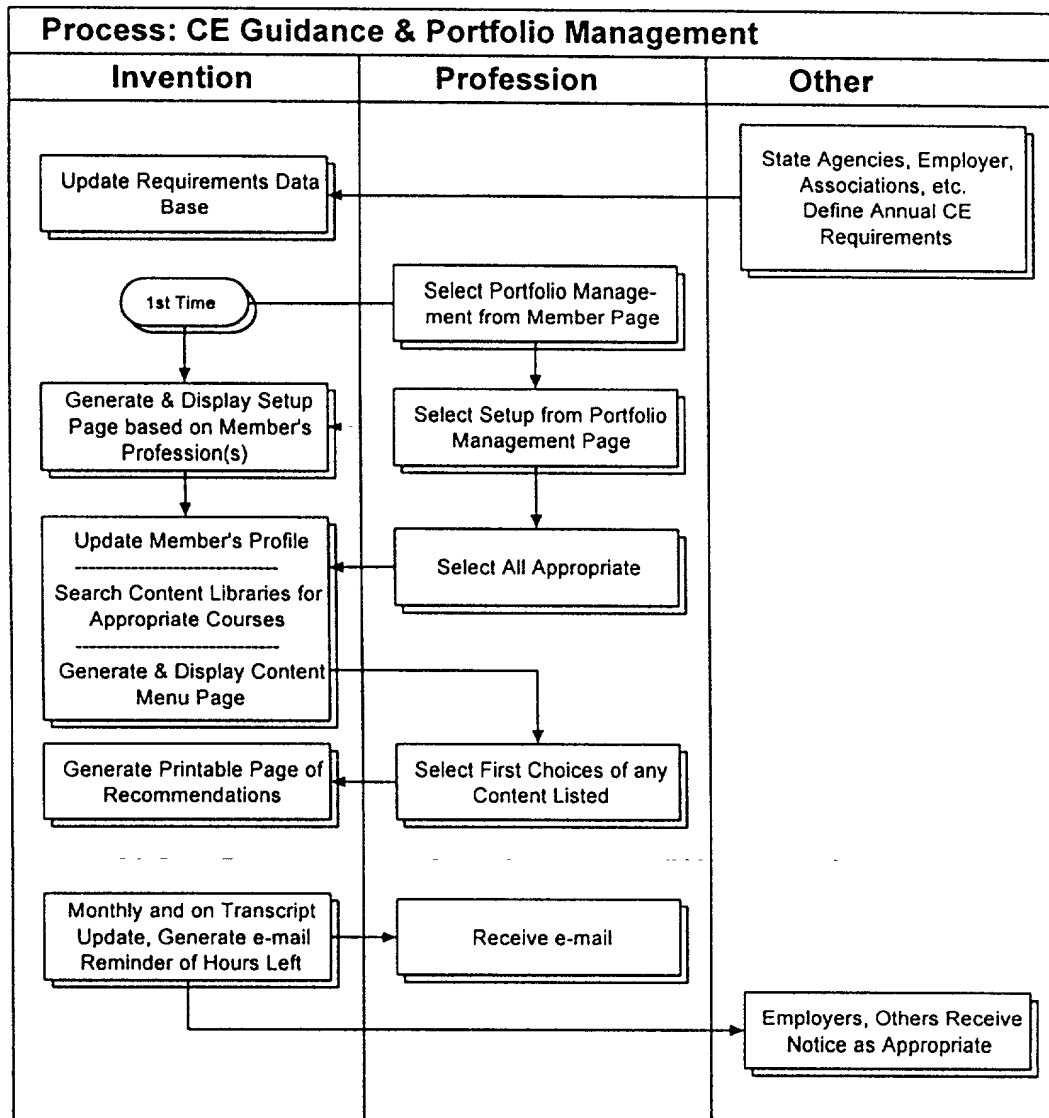 Process: CE Guidance & Portfolio Management
Invention
Profession
Other
Update Requirements Data
Base
State Agencies, Employer,
Associations, etc.
Define Annual CE
Requirements
1st Time
Select Portfolio Manage-
ment from Member Page
Generate & Display Setup
Page based on Member's
Profession(s)
Select Setup from Portfolio
Management Page
Update Member's Profile
Search Content Libraries for
Appropriate Courses
Generate & Display Content
Menu Page
Select All Appropriate
Generate Printable Page of
Recommendations
Select First Choices of any
Content Listed
Monthly and on Transcript
Update, Generate e-mail
Reminder of Hours Left
Receive e-mail
Employers, Others Receive
Notice as Appropriate